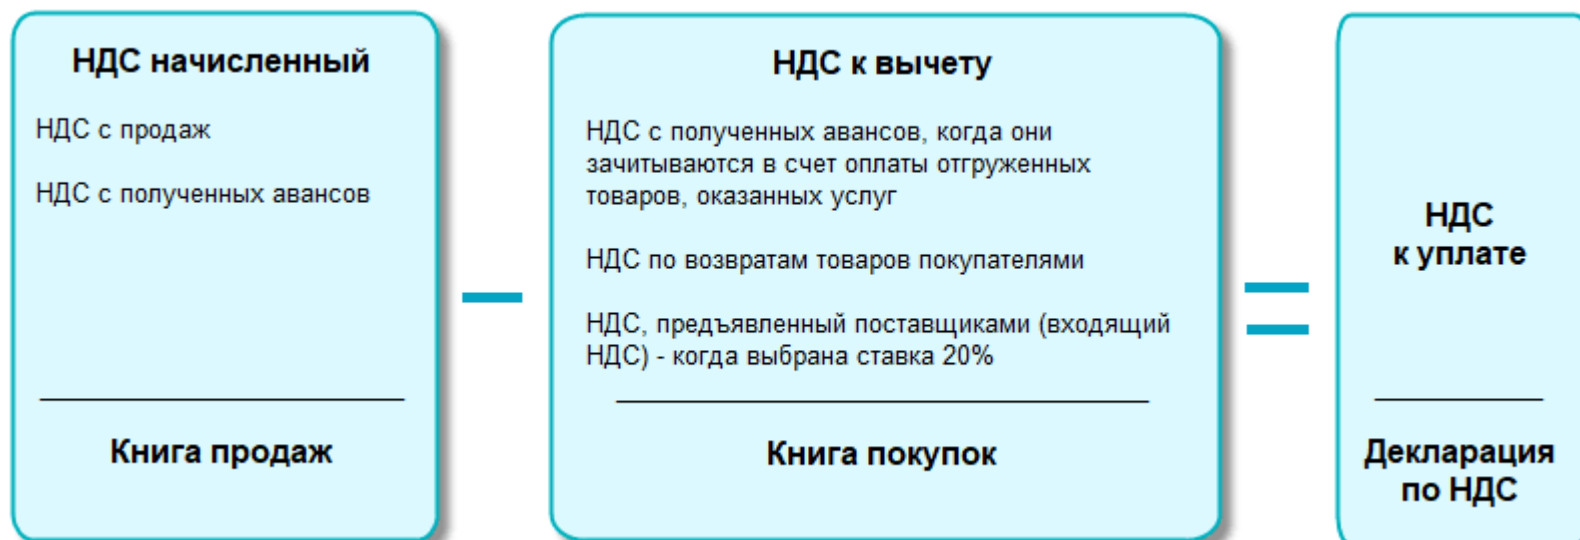 НДС начисленный
НДС с продаж
НДС с полученных авансов
Книга продаж
НДС к вычету
НДС с полученных авансов, когда они
зачитываются в счет оплаты отгруженных
товаров, оказанных услуг
НДС по возвратам товаров покупателями
НДС, предъявленный поставщиками (входящий
НДС) - когда выбрана ставка 20%
Книга покупок
НДС
к уплате
Декларация
по НДС